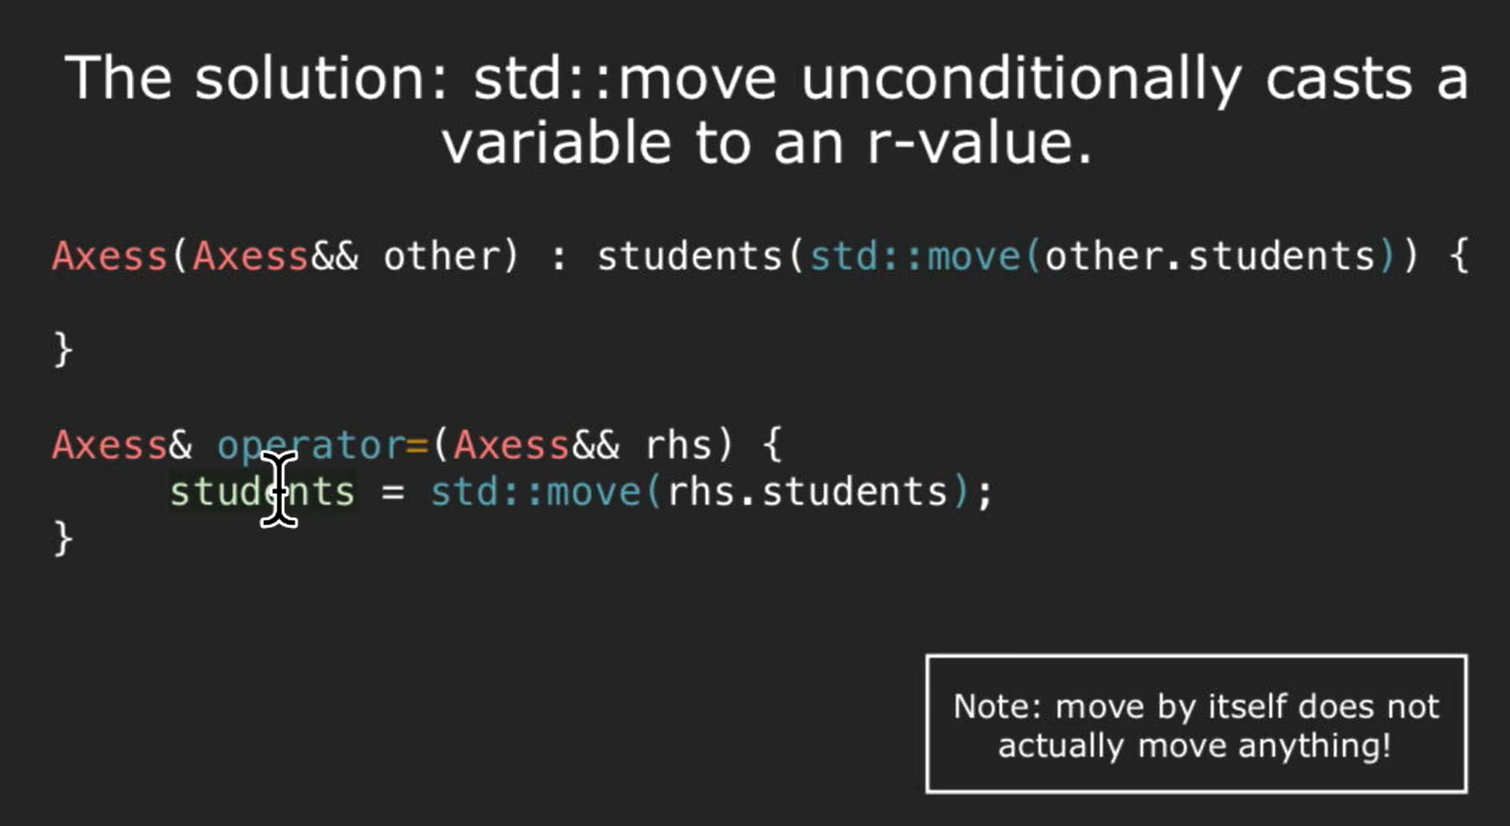 The solution: std::move unconditionally casts a
variable to an r-value.
Axess(Axess&& other) : students(std::move(other.students)) {
}
Axess& operator=(Axess&& rhs) {
students = std::move(rhs.students);
}
Note: move by itself does not
actually move anything!